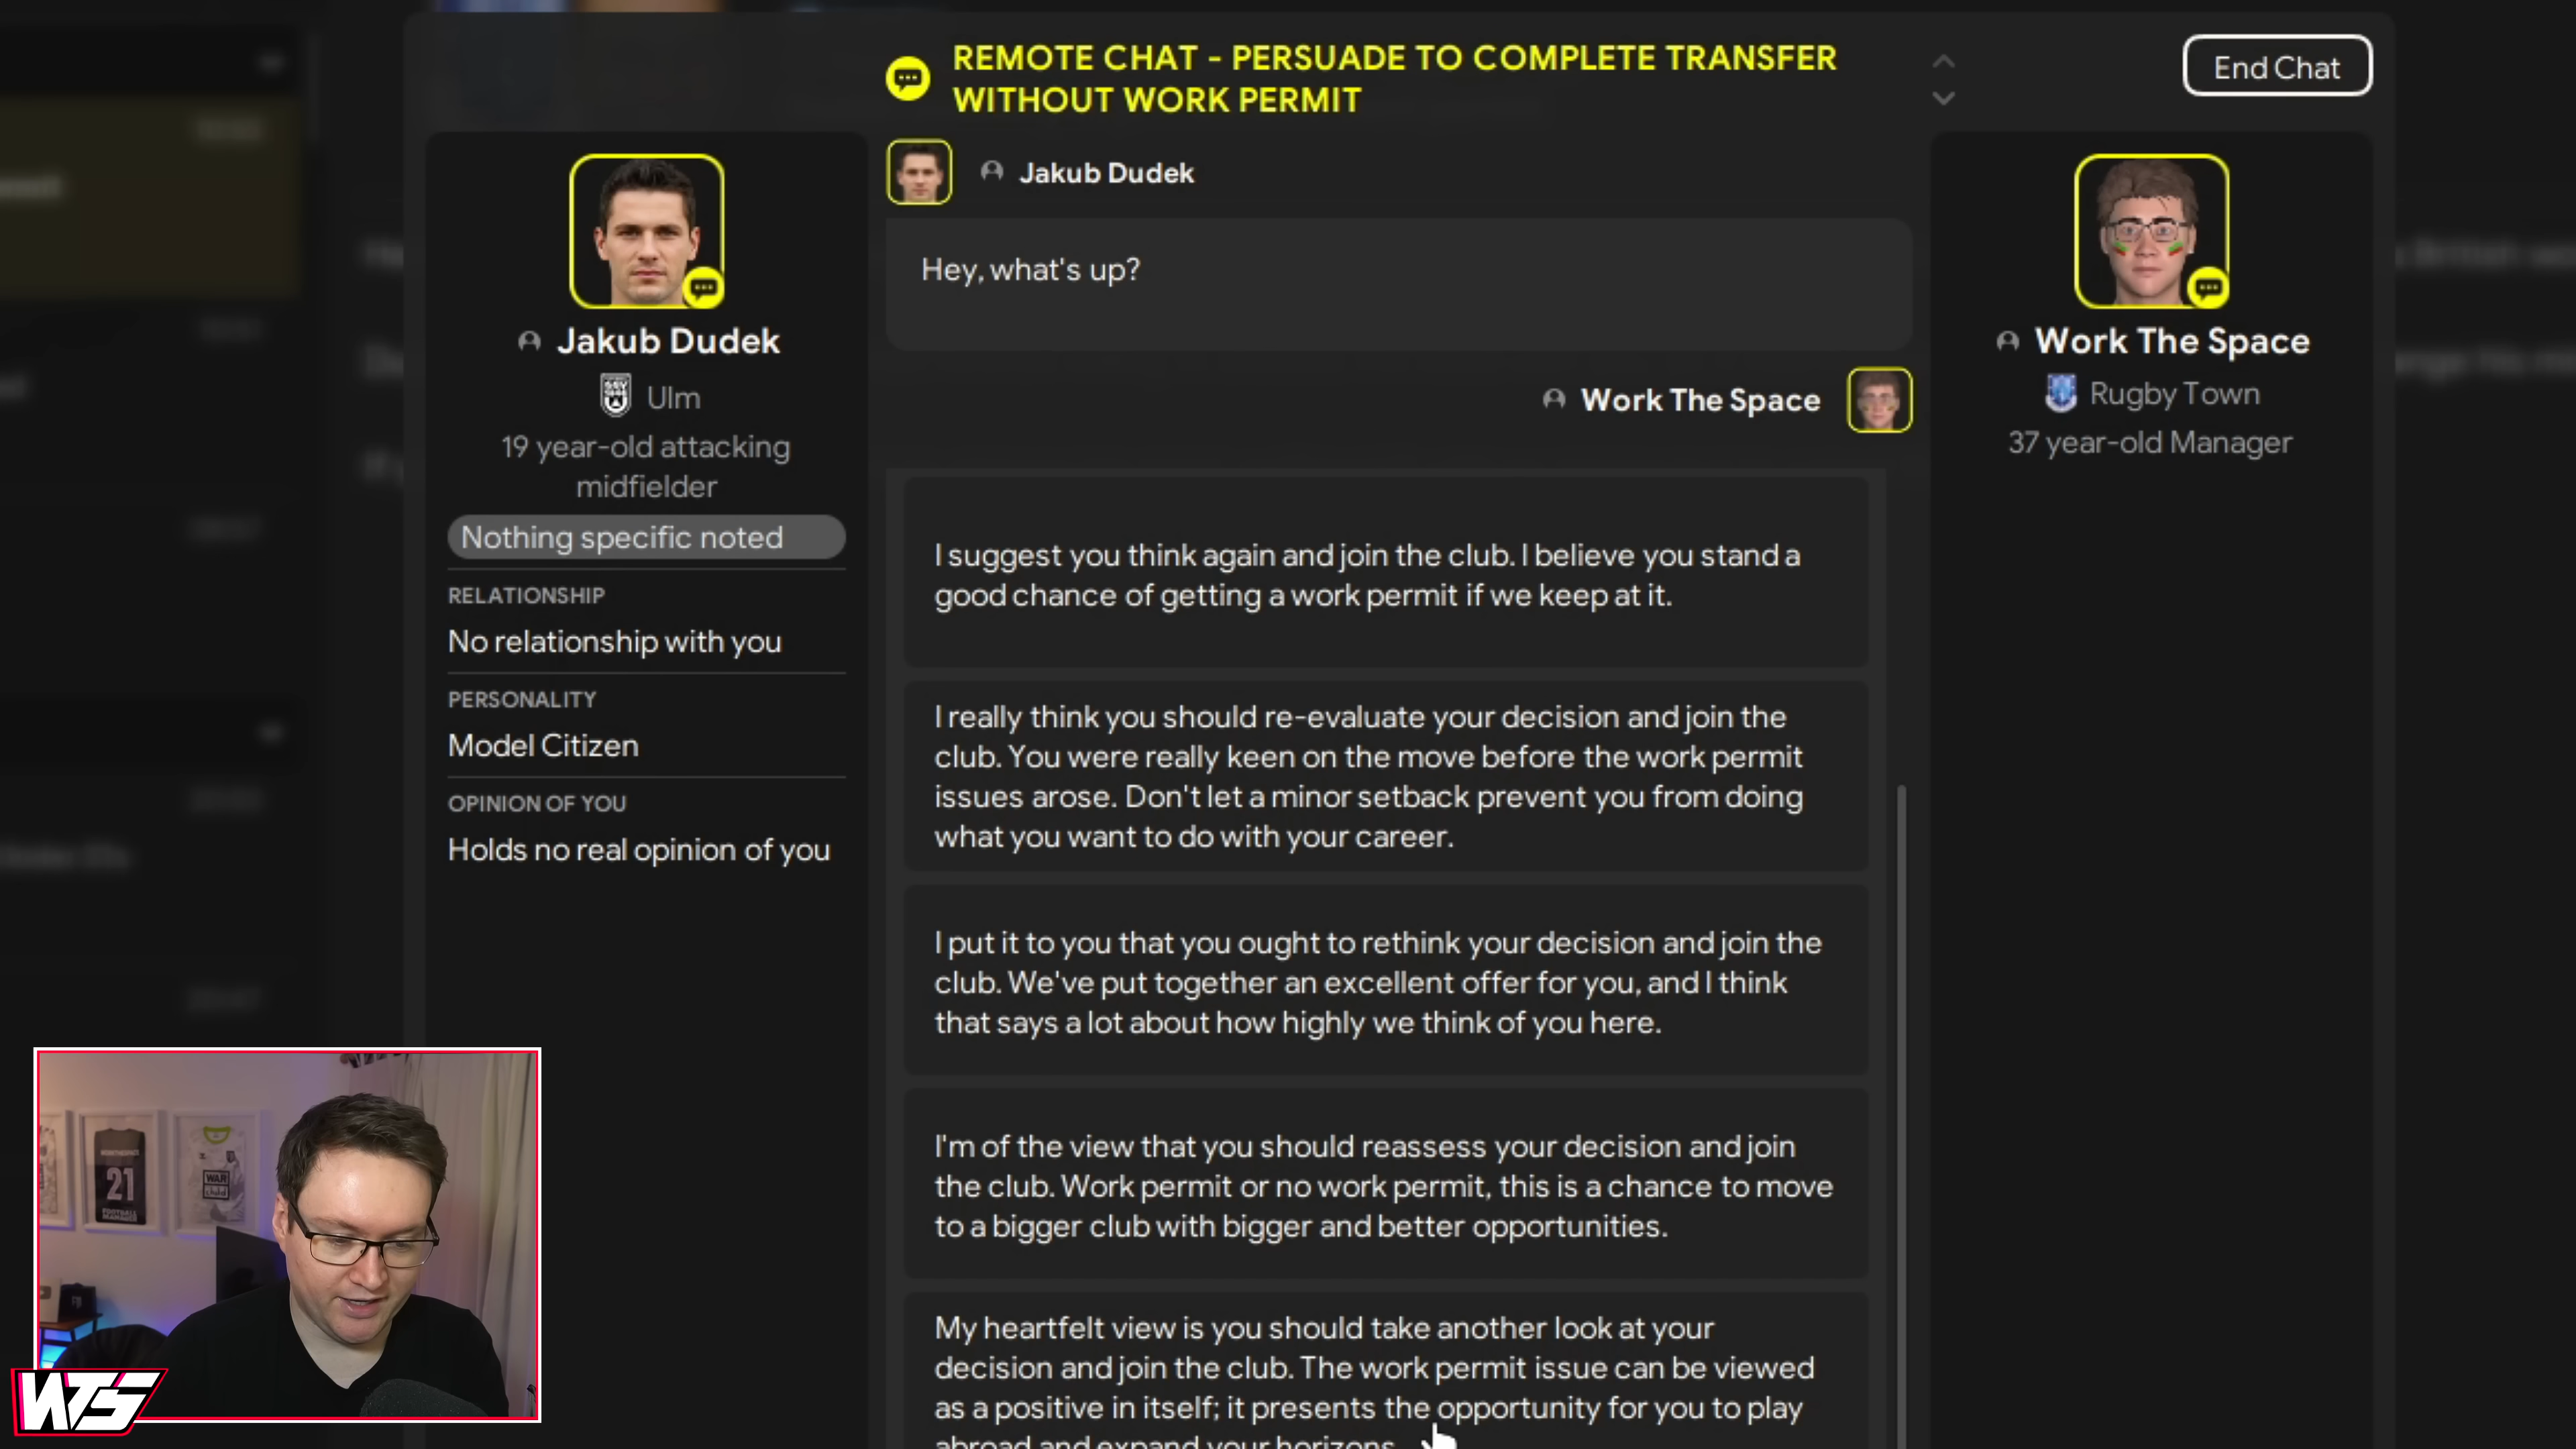 REMOTE CHAT - PERSUADE TO COMPLETE TRANSFER
WITHOUT WORK PERMIT
End Chat
Jakub Dudek
Ulm
19 year-old attacking
midfielder
Nothing specific noted
RELATIONSHIP
No relationship with you
PERSONALITY
Model Citizen
OPINION OF YOU
Holds no real opinion of you
Jakub Dudek
Hey, what's up?
Work The Space
I suggest you think again and join the club. I believe you stand a
good chance of getting a work permit if we keep at it.
I really think you should re-evaluate your decision and join the
club. You were really keen on the move before the work permit
issues arose. Don't let a minor setback prevent you from doing
what you want to do with your career.
I put it to you that you ought to rethink your decision and join the
club. We've put together an excellent offer for you, and I think
that says a lot about how highly we think of you here.
I'm of the view that you should reassess your decision and join
the club. Work permit or no work permit, this is a chance to move
to a bigger club with bigger and better opportunities.
My heartfelt view is you should take another look at your
decision and join the club. The work permit issue can be viewed
as a positive in itself; it presents the opportunity for you to play
abroad and expand your horizons.
Work The Space
Rugby Town
37 year-old Manager
21
WAR
child
WTS